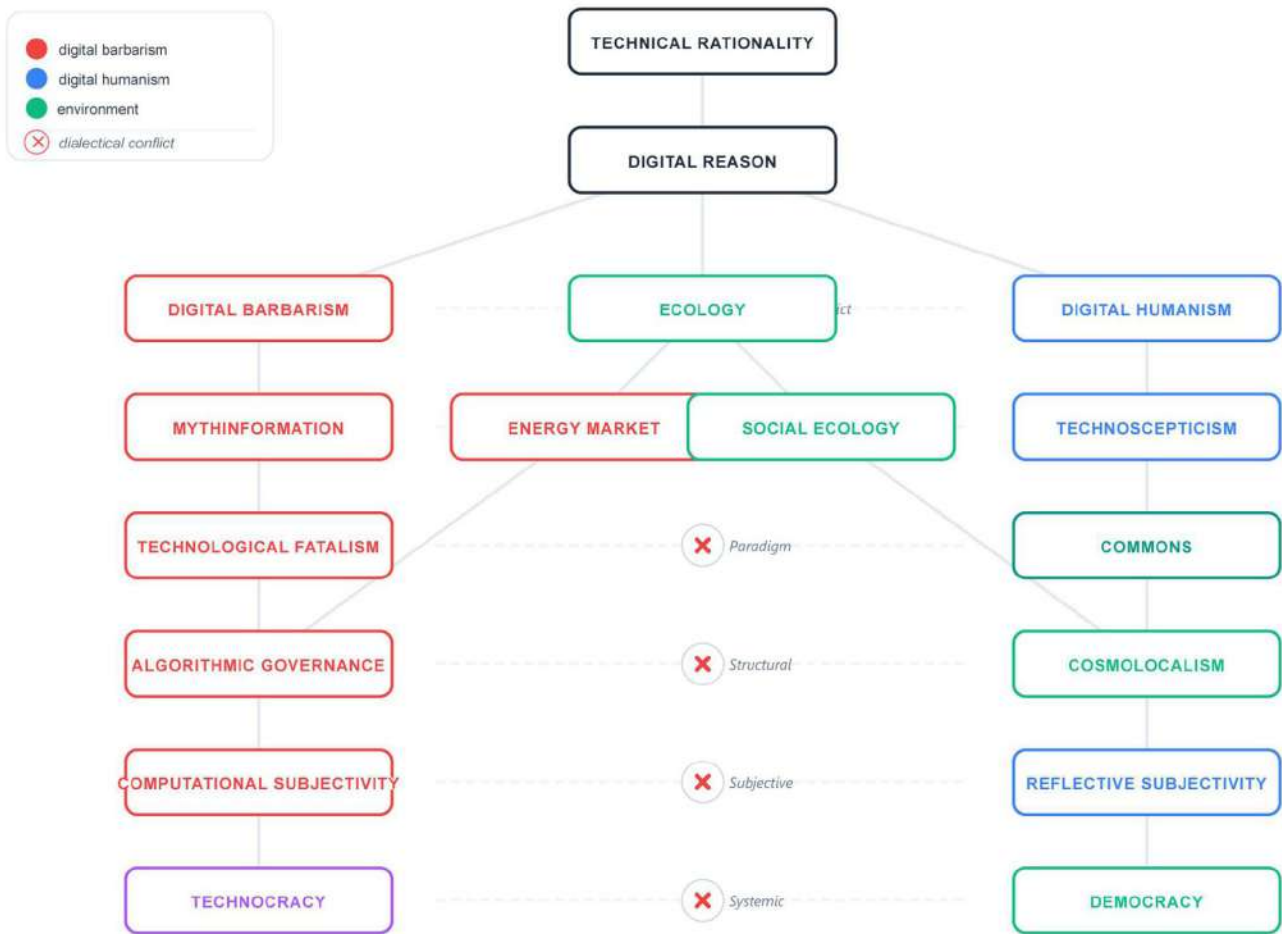 digital barbarism
digital humanism
environment
dialectical conflict
TECHNICAL RATIONALITY
DIGITAL REASON
DIGITAL BARBARISM
ECOLOGY
DIGITAL HUMANISM
MYTHINFORMATION
ENERGY MARKET
SOCIAL ECOLOGY
TECHNOSCEPTICISM
TECHNOLOGICAL FATALISM
Paradigm
COMMONS
ALGORITHMIC GOVERNANCE
Structural
COSMOLOCALISM
COMPUTATIONAL SUBJECTIVITY
Subjective
REFLECTIVE SUBJECTIVITY
TECHNOCRACY
Systemic
DEMOCRACY